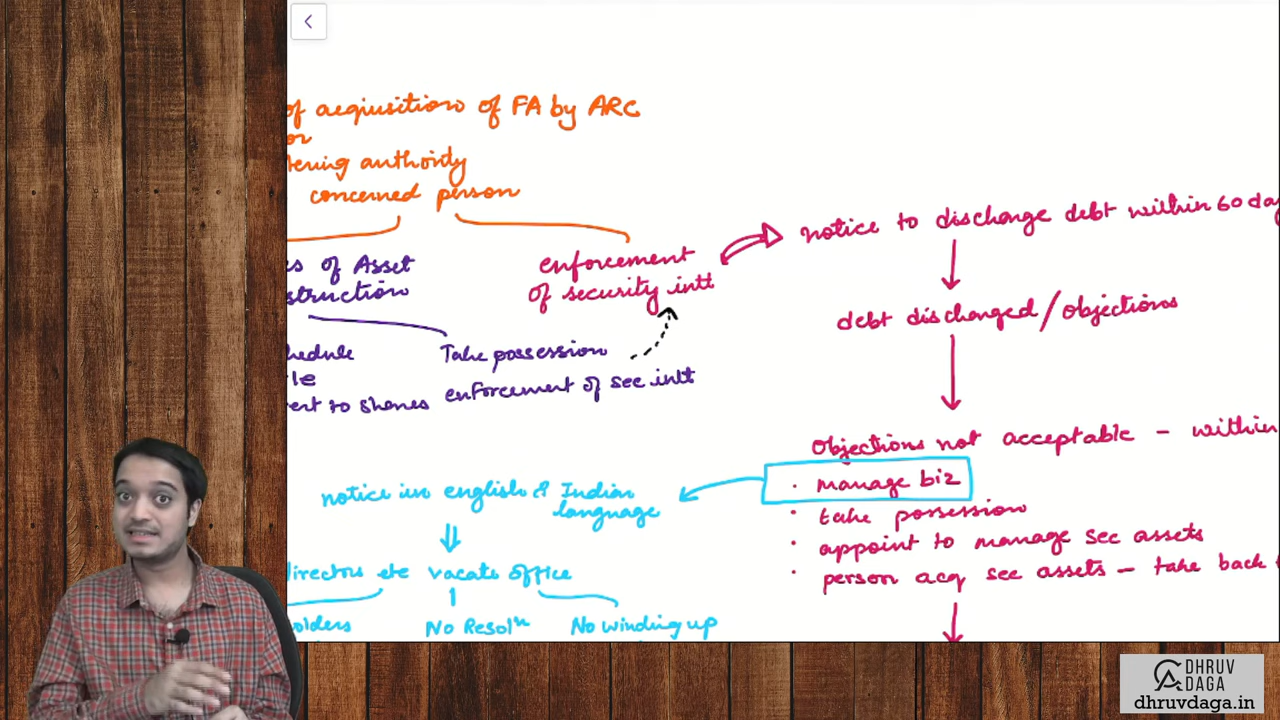 of acqiusition of FA by ARC
or
tering authority
concerned person
notice to discharge debt within 60 da
enforcement
of security intt
es of Asset
struction
debt discharged/objections
hedule
Take possession
le
enforcement of sec intt
ert to shares
Objections not acceptable - within
· manage biz
· take possession
· appoint to manage sec assets
· person acq sec assets - take back
notice in english & Indian
language
directors etc vacate office
olders
No Resolⁿ
No winding up
DHRUV
DAGA
dhruvdaga.in